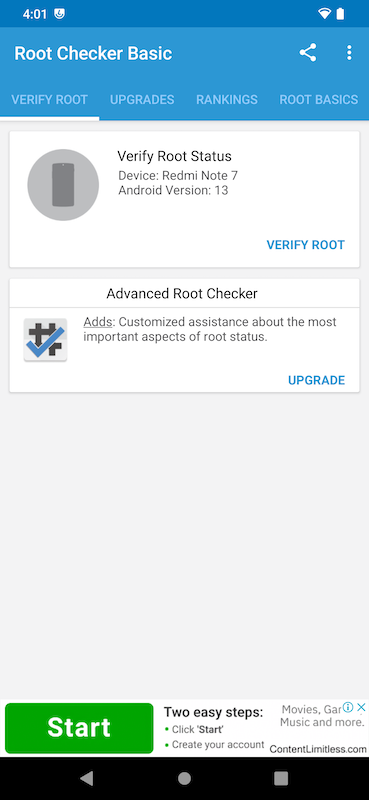 4:01
Root Checker Basic
VERIFY ROOT
UPGRADES
RANKINGS
ROOT BASICS
Verify Root Status
Device: Redmi Note 7
Android Version: 13
VERIFY ROOT
Advanced Root Checker
Adds: Customized assistance about the most
important aspects of root status.
UPGRADE
Start
Two easy steps:
• Click 'Start'
• Create your account
Movies, Gar
Music and more.
ContentLimitless.com